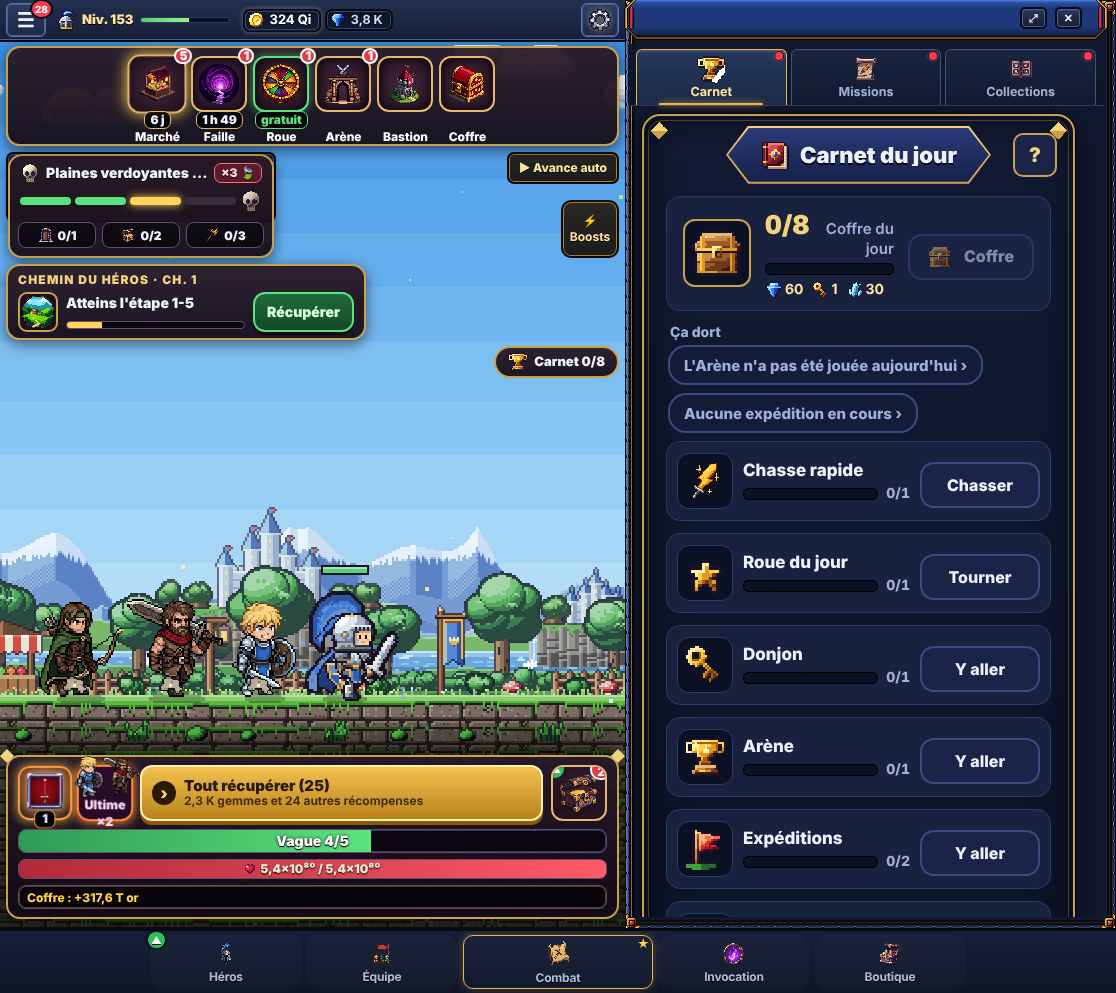 28
Niv. 153
324 Qi
3,8 K
5
1
1
1
6 j
1 h 49
gratuit
Marché
Faille
Roue
Arène
Bastion
Coffre
Plaines verdoyantes ...
×3
Avance auto
0/1
0/2
0/3
Boosts
CHEMIN DU HÉROS · CH. 1
Atteins l'étape 1-5
Récupérer
Carnet 0/8
1
Ultime
×2
Tout récupérer (25)
2,3 K gemmes et 24 autres récompenses
2
Vague 4/5
5,4×10⁸⁰ / 5,4×10⁸⁰
Coffre : +317,6 T or
Carnet
Missions
Collections
Carnet du jour
?
0/8
Coffre du
jour
Coffre
60
1
30
Ça dort
L'Arène n'a pas été jouée aujourd'hui ›
Aucune expédition en cours ›
Chasse rapide
0/1
Chasser
Roue du jour
0/1
Tourner
Donjon
0/1
Y aller
Arène
0/1
Y aller
Expéditions
0/2
Y aller
Héros
Équipe
Combat
Invocation
Boutique